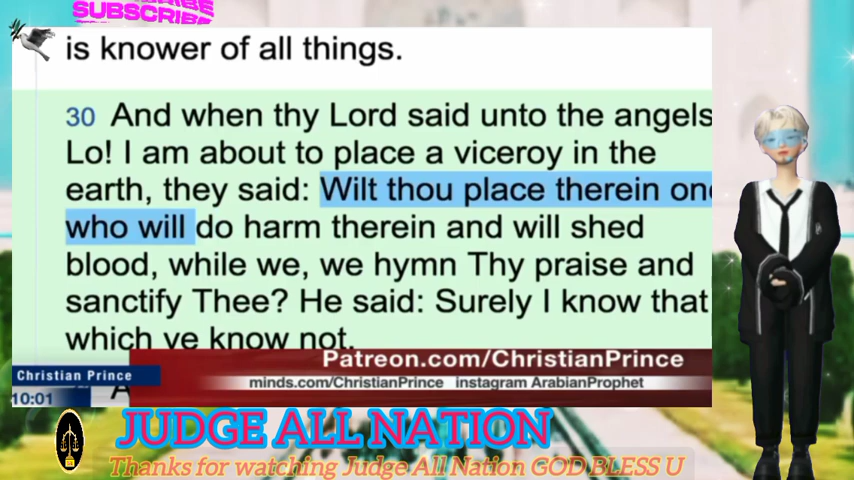 SUBSCRIBE
is knower of all things.
30 And when thy Lord said unto the angels
Lo! I am about to place a viceroy in the
earth, they said: Wilt thou place therein one
who will do harm therein and will shed
blood, while we, we hymn Thy praise and
sanctify Thee? He said: Surely I know that
which ye know not.
Patreon.com/ChristianPrince
Christian Prince
minds.com/ChristianPrince instagram ArabianProphet
10:01
JUDGE ALL NATION
Thanks for watching Judge All Nation GOD BLESS U